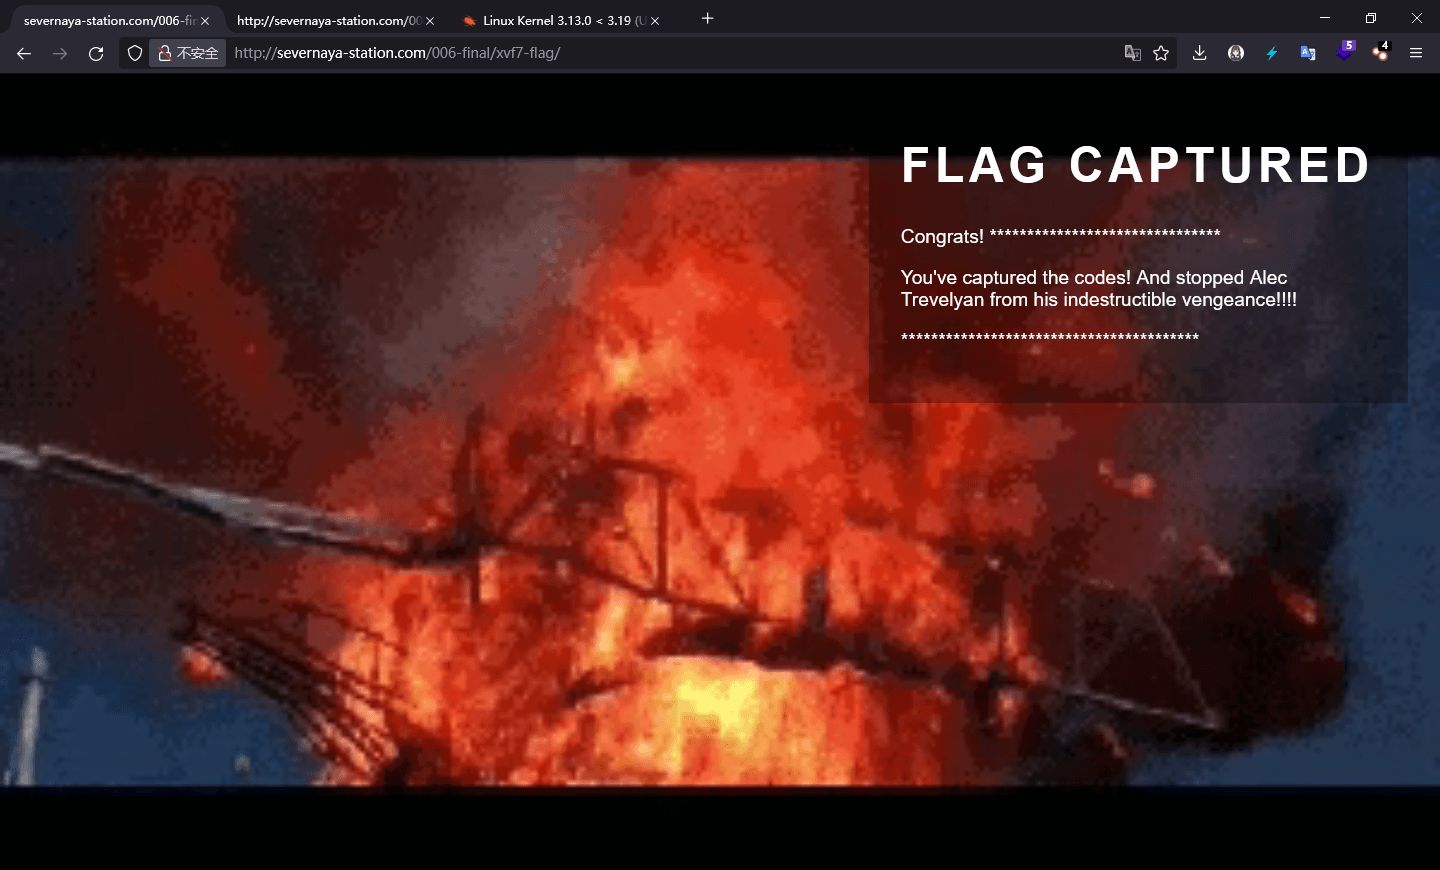 severnaya-station.com/006-fin
http://severnaya-station.com/00
Linux Kernel 3.13.0 < 3.19 (U
不安全
http://severnaya-station.com/006-final/xvf7-flag/
5
4
FLAG CAPTURED
Congrats! *******************************
You've captured the codes! And stopped Alec
Trevelyan from his indestructible vengeance!!!!
****************************************